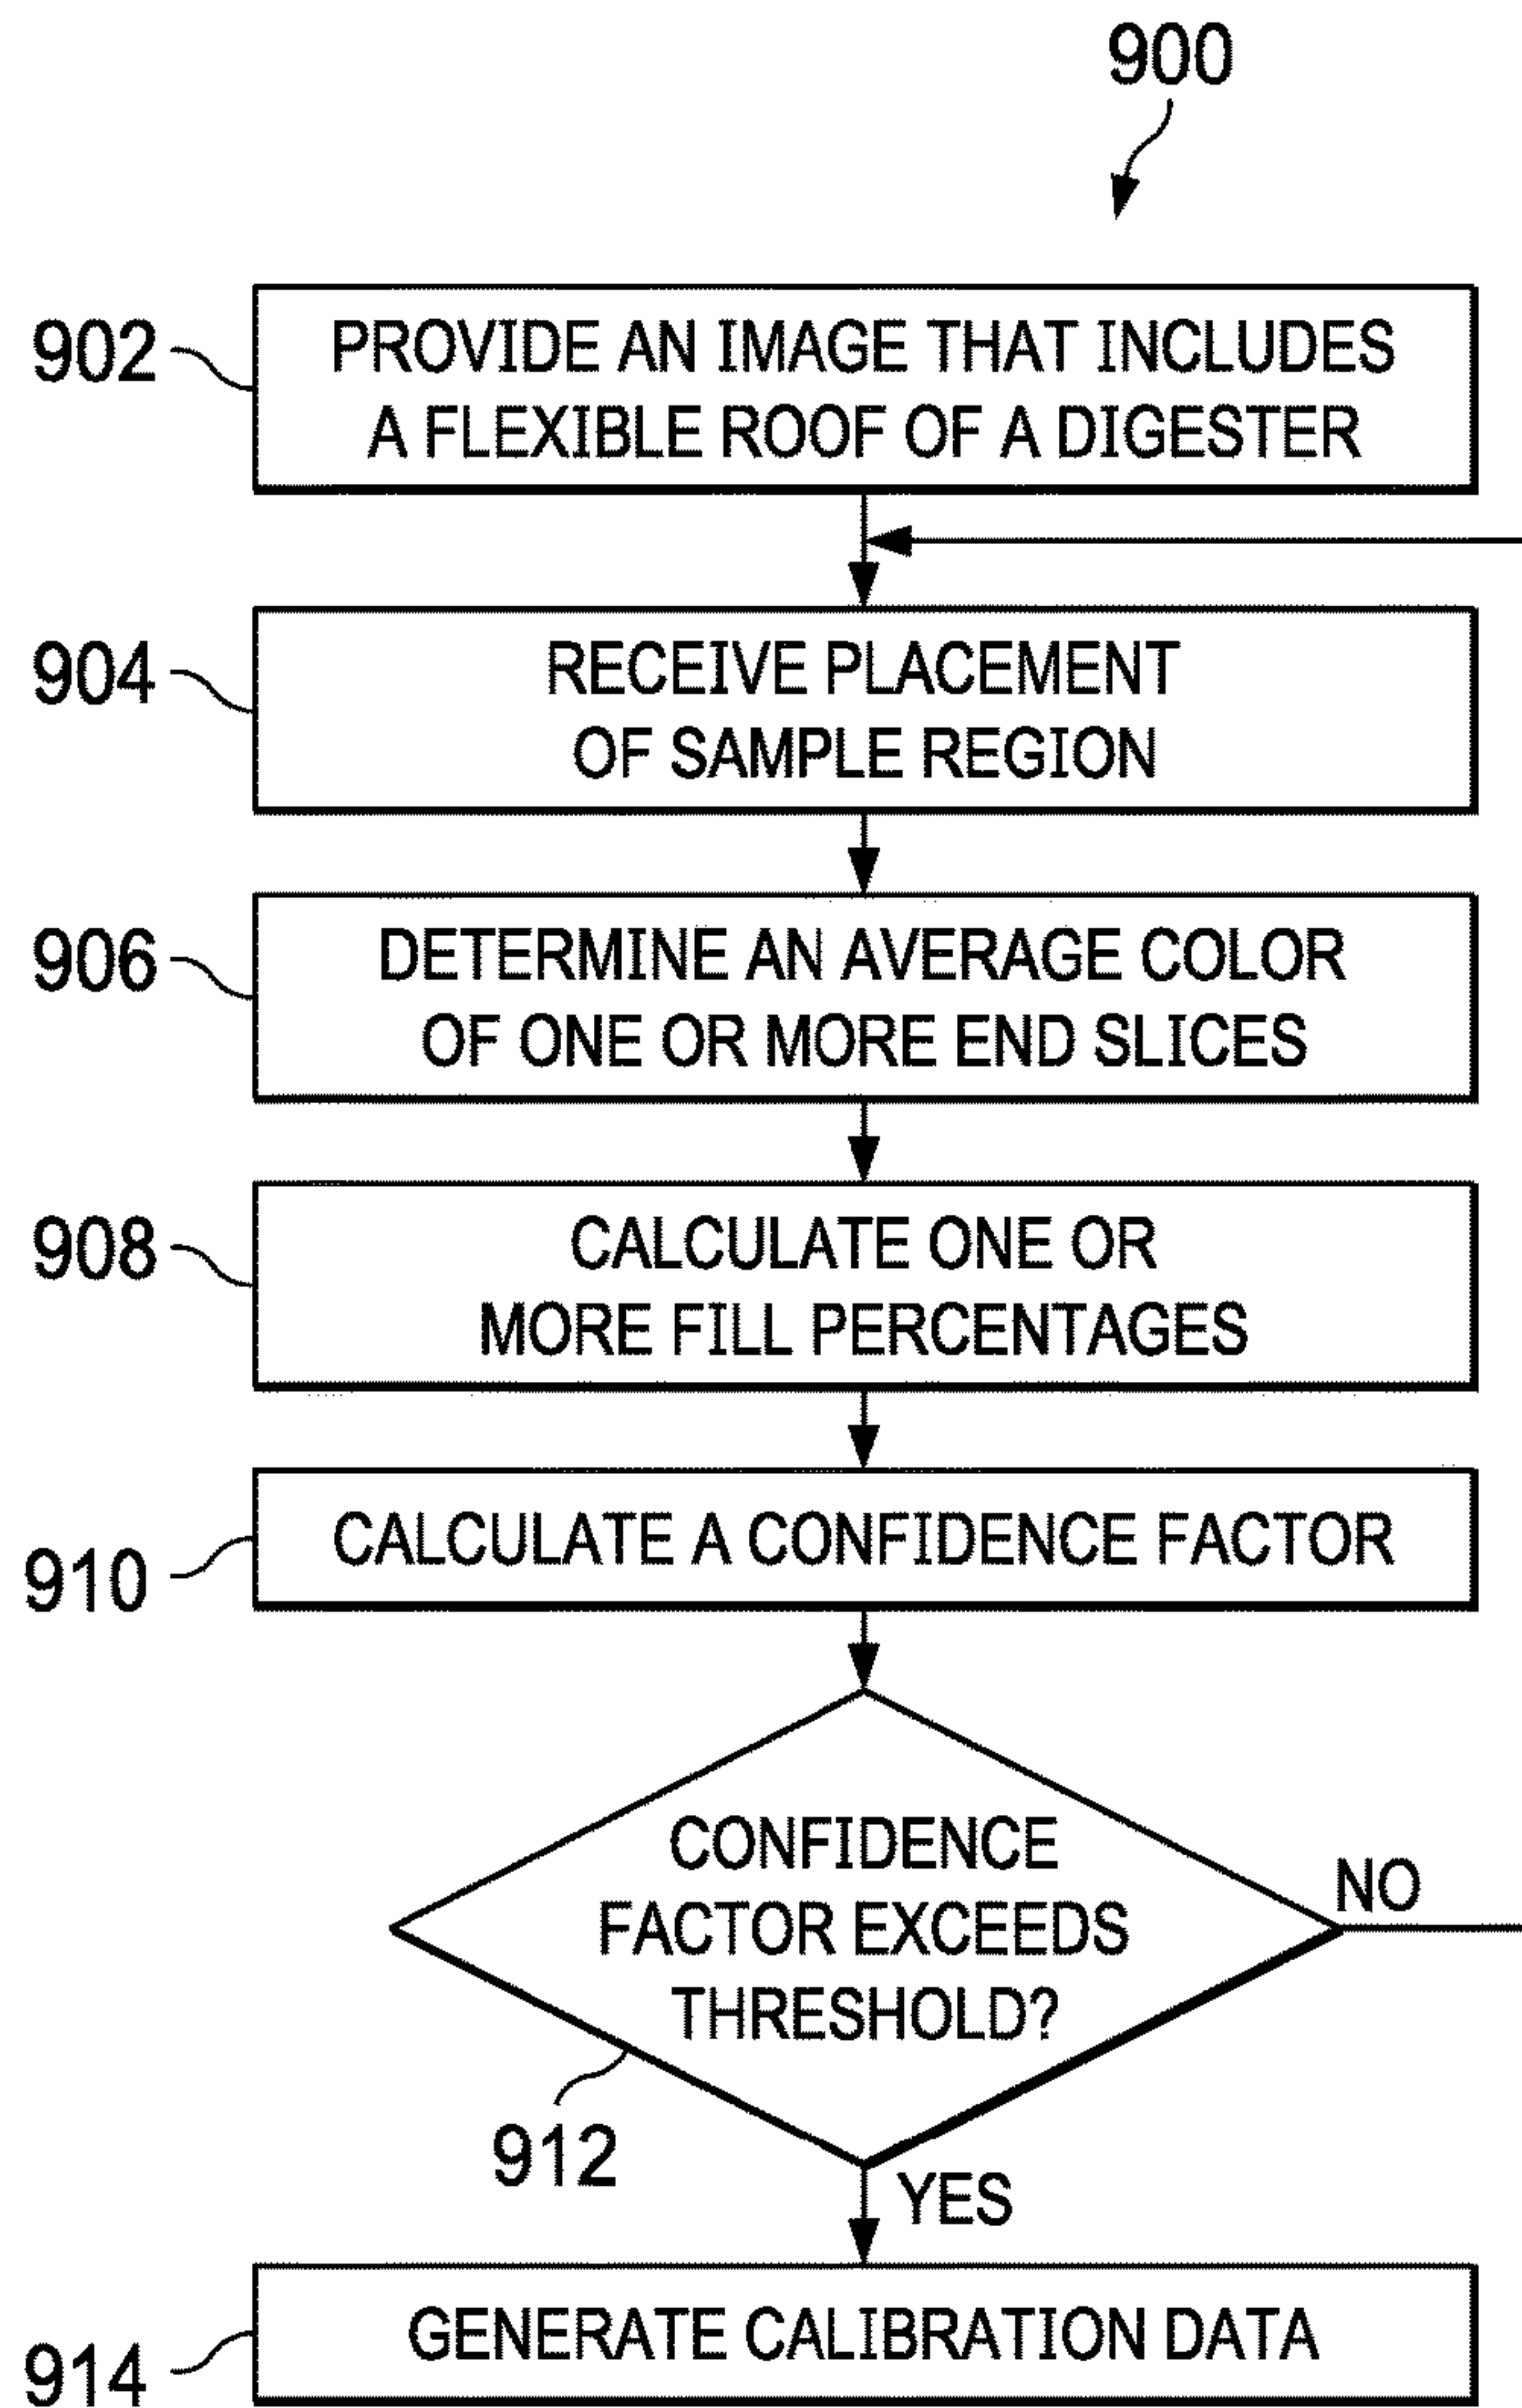 900
902
PROVIDE AN IMAGE THAT INCLUDES
A FLEXIBLE ROOF OF A DIGESTER
904
RECEIVE PLACEMENT
OF SAMPLE REGION
906
DETERMINE AN AVERAGE COLOR
OF ONE OR MORE END SLICES
908
CALCULATE ONE OR
MORE FILL PERCENTAGES
910
CALCULATE A CONFIDENCE FACTOR
CONFIDENCE
FACTOR EXCEEDS
THRESHOLD?
NO
912
YES
914
GENERATE CALIBRATION DATA